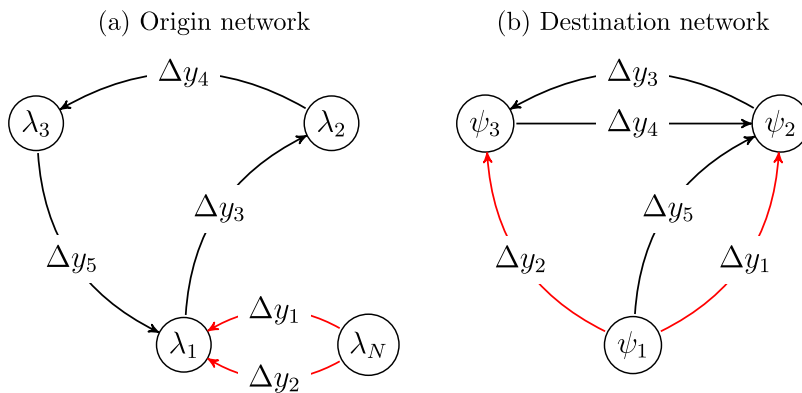 (a) Origin network
(b) Destination network
Δy₄
λ₃
λ₂
Δy₃
Δy₅
Δy₁
λ₁
λ_N
Δy₂
Δy₃
ψ₃
Δy₄
ψ₂
Δy₅
Δy₂
Δy₁
ψ₁